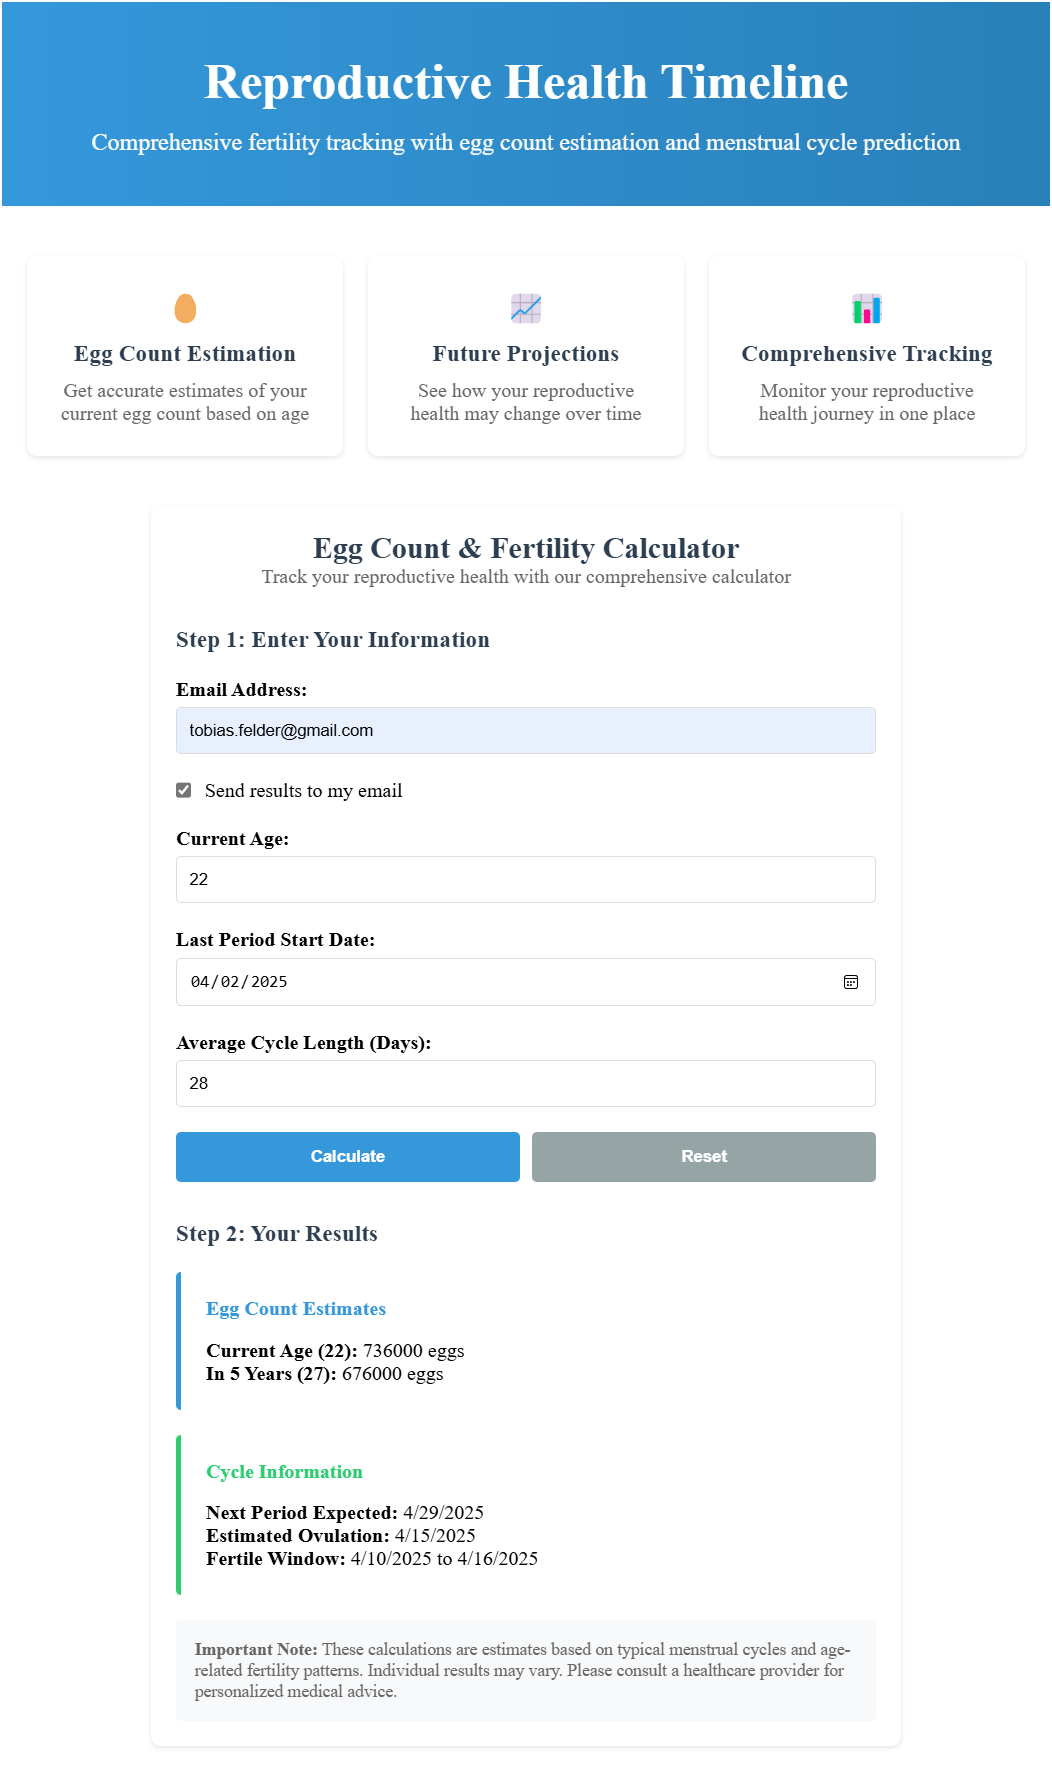 Reproductive Health Timeline
Comprehensive fertility tracking with egg count estimation and menstrual cycle prediction
Egg Count Estimation
Get accurate estimates of your
current egg count based on age
Future Projections
See how your reproductive
health may change over time
Comprehensive Tracking
Monitor your reproductive
health journey in one place
Egg Count & Fertility Calculator
Track your reproductive health with our comprehensive calculator
Step 1: Enter Your Information
Email Address:
tobias.felder@gmail.com
Send results to my email
Current Age:
22
Last Period Start Date:
04/02/2025
Average Cycle Length (Days):
28
Calculate
Reset
Step 2: Your Results
Egg Count Estimates
Current Age (22): 736000 eggs
In 5 Years (27): 676000 eggs
Cycle Information
Next Period Expected: 4/29/2025
Estimated Ovulation: 4/15/2025
Fertile Window: 4/10/2025 to 4/16/2025
Important Note: These calculations are estimates based on typical menstrual cycles and age-
related fertility patterns. Individual results may vary. Please consult a healthcare provider for
personalized medical advice.